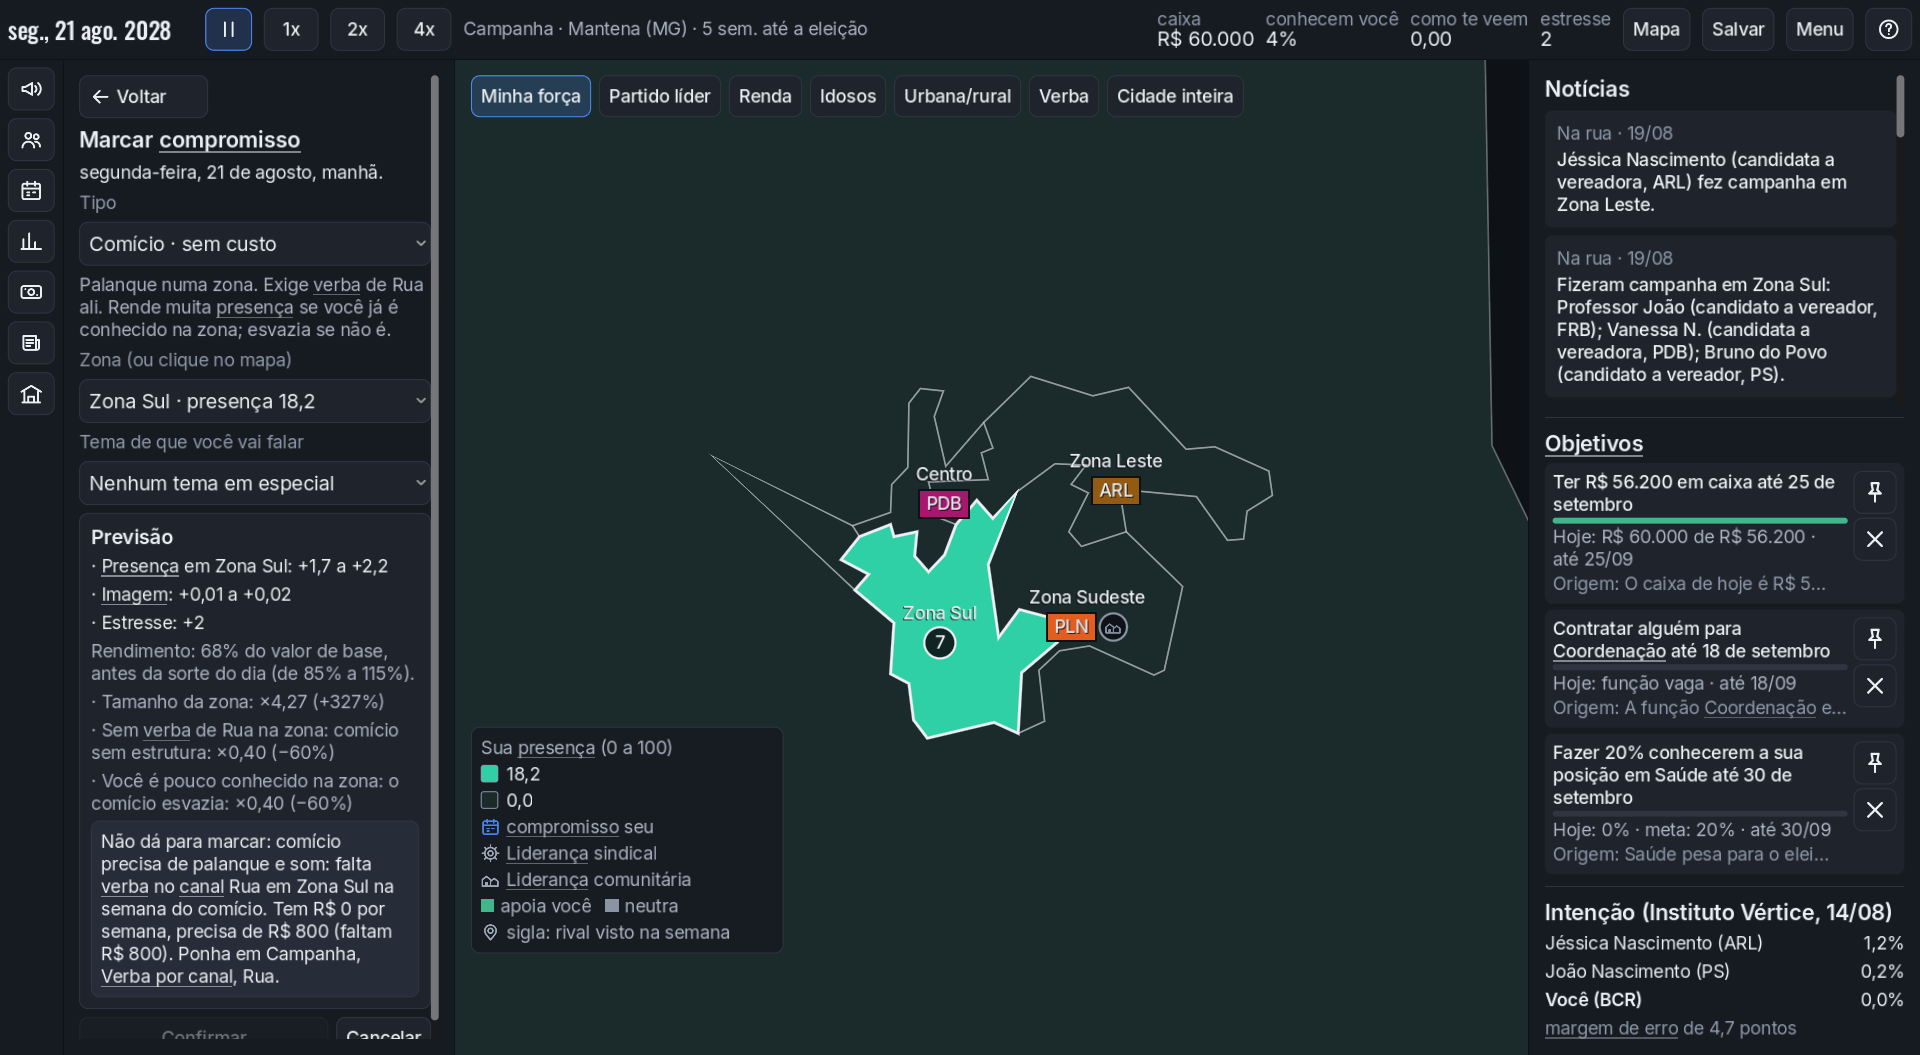 seg., 21 ago. 2028
1x
2x
4x
Campanha · Mantena (MG) · 5 sem. até a eleição
caixa
R$ 60.000
conhecem você
4%
como te veem
0,00
estresse
2
Mapa
Salvar
Menu
Voltar
Marcar compromisso
segunda-feira, 21 de agosto, manhã.
Tipo
Comício · sem custo
Palanque numa zona. Exige verba de Rua
ali. Rende muita presença se você já é
conhecido na zona; esvazia se não é.
Zona (ou clique no mapa)
Zona Sul · presença 18,2
Tema de que você vai falar
Nenhum tema em especial
Previsão
· Presença em Zona Sul: +1,7 a +2,2
· Imagem: +0,01 a +0,02
· Estresse: +2
Rendimento: 68% do valor de base,
antes da sorte do dia (de 85% a 115%).
· Tamanho da zona: ×4,27 (+327%)
· Sem verba de Rua na zona: comício
sem estrutura: ×0,40 (−60%)
· Você é pouco conhecido na zona: o
comício esvazia: ×0,40 (−60%)
Não dá para marcar: comício
precisa de palanque e som: falta
verba no canal Rua em Zona Sul na
semana do comício. Tem R$ 0 por
semana, precisa de R$ 800 (faltam
R$ 800). Ponha em Campanha,
Verba por canal, Rua.
Confirmar
Cancelar
Minha força
Partido líder
Renda
Idosos
Urbana/rural
Verba
Cidade inteira
Centro
PDB
Zona Leste
ARL
Zona Sudeste
PLN
Zona Sul
7
Sua presença (0 a 100)
18,2
0,0
compromisso seu
Liderança sindical
Liderança comunitária
apoia você
neutra
sigla: rival visto na semana
Notícias
Na rua · 19/08
Jéssica Nascimento (candidata a
vereadora, ARL) fez campanha em
Zona Leste.
Na rua · 19/08
Fizeram campanha em Zona Sul:
Professor João (candidato a vereador,
FRB); Vanessa N. (candidata a
vereadora, PDB); Bruno do Povo
(candidato a vereador, PS).
Objetivos
Ter R$ 56.200 em caixa até 25 de
setembro
Hoje: R$ 60.000 de R$ 56.200 ·
até 25/09
Origem: O caixa de hoje é R$ 5...
Contratar alguém para
Coordenação até 18 de setembro
Hoje: função vaga · até 18/09
Origem: A função Coordenação e...
Fazer 20% conhecerem a sua
posição em Saúde até 30 de
setembro
Hoje: 0% · meta: 20% · até 30/09
Origem: Saúde pesa para o elei...
Intenção (Instituto Vértice, 14/08)
Jéssica Nascimento (ARL) 1,2%
João Nascimento (PS) 0,2%
Você (BCR) 0,0%
margem de erro de 4,7 pontos